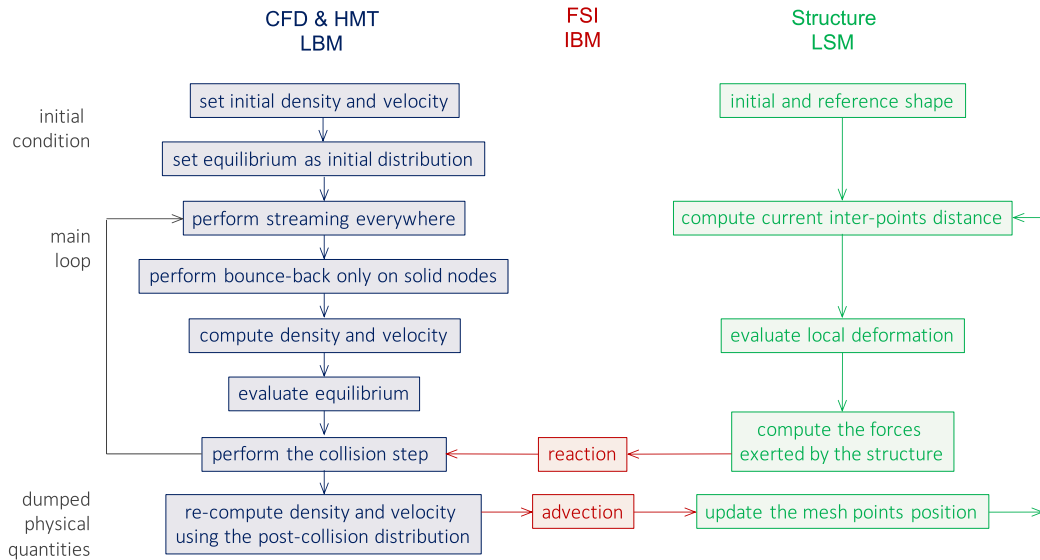 CFD & HMT
LBM
FSI
IBM
Structure
LSM
initial
condition
set initial density and velocity
initial and reference shape
set equilibrium as initial distribution
main
loop
perform streaming everywhere
compute current inter-points distance
perform bounce-back only on solid nodes
compute density and velocity
evaluate local deformation
evaluate equilibrium
perform the collision step
reaction
compute the forces
exerted by the structure
dumped
physical
quantities
re-compute density and velocity
using the post-collision distribution
advection
update the mesh points position